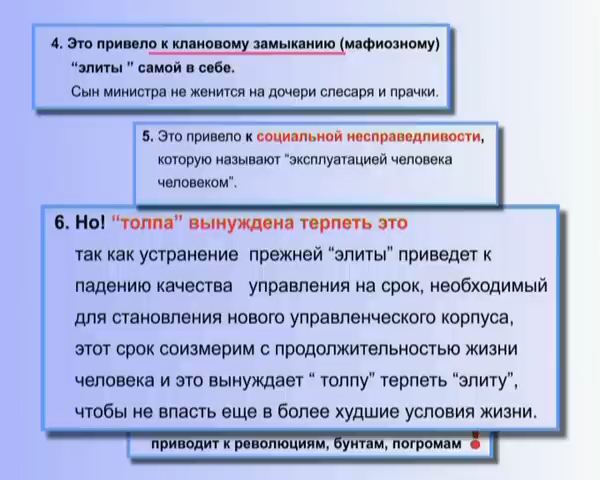 4. Это привело к клановому замыканию (мафиозному)
“элиты ” самой в себе.
Сын министра не женится на дочери слесаря и прачки.
5. Это привело к социальной несправедливости,
которую называют “эксплуатацией человека
человеком”.
6. Но! “толпа” вынуждена терпеть это
так как устранение прежней “элиты” приведет к
падению качества управления на срок, необходимый
для становления нового управленческого корпуса,
этот срок соизмерим с продолжительностью жизни
человека и это вынуждает “ толпу” терпеть “элиту”,
чтобы не впасть еще в более худшие условия жизни.
приводит к революциям, бунтам, погромам !